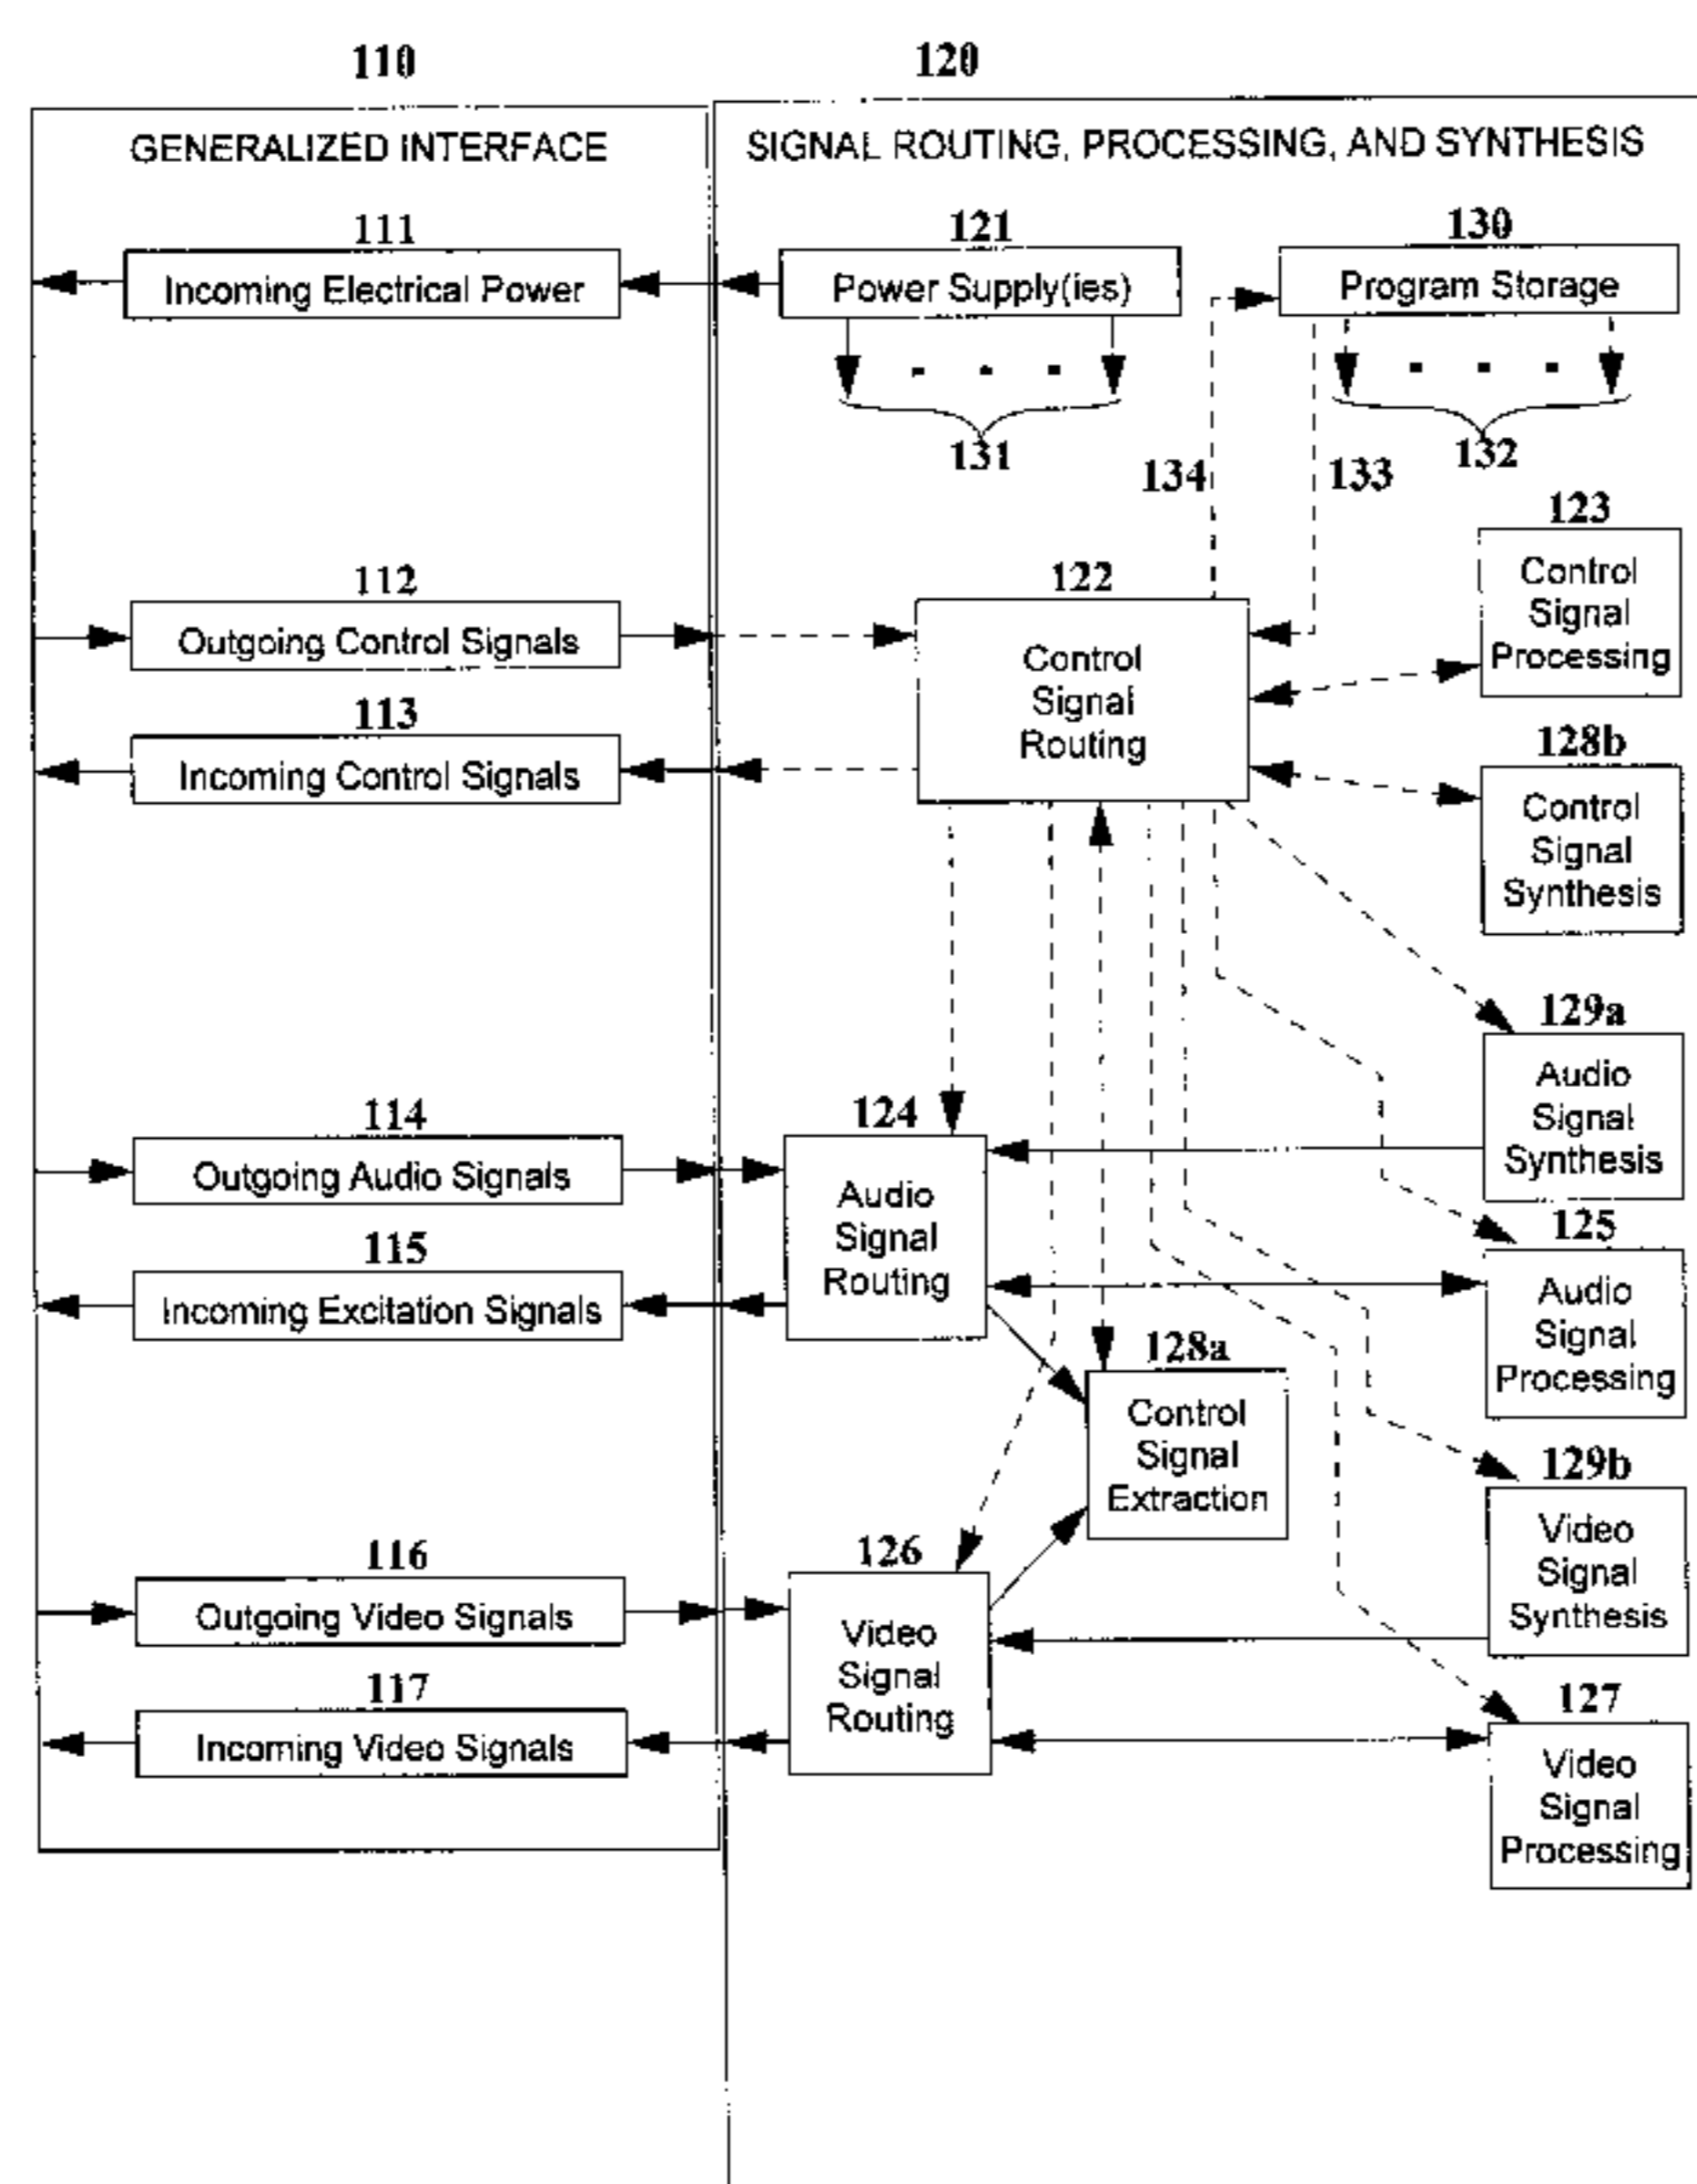 110
120
GENERALIZED INTERFACE
SIGNAL ROUTING, PROCESSING, AND SYNTHESIS
111
Incoming Electrical Power
121
Power Supply(ies)
130
Program Storage
131
132
134
133
123
Control
Signal
Processing
112
Outgoing Control Signals
122
Control
Signal
Routing
113
Incoming Control Signals
128b
Control
Signal
Synthesis
129a
Audio
Signal
Synthesis
114
Outgoing Audio Signals
124
Audio
Signal
Routing
115
Incoming Excitation Signals
125
Audio
Signal
Processing
128a
Control
Signal
Extraction
129b
Video
Signal
Synthesis
116
Outgoing Video Signals
126
Video
Signal
Routing
117
Incoming Video Signals
127
Video
Signal
Processing